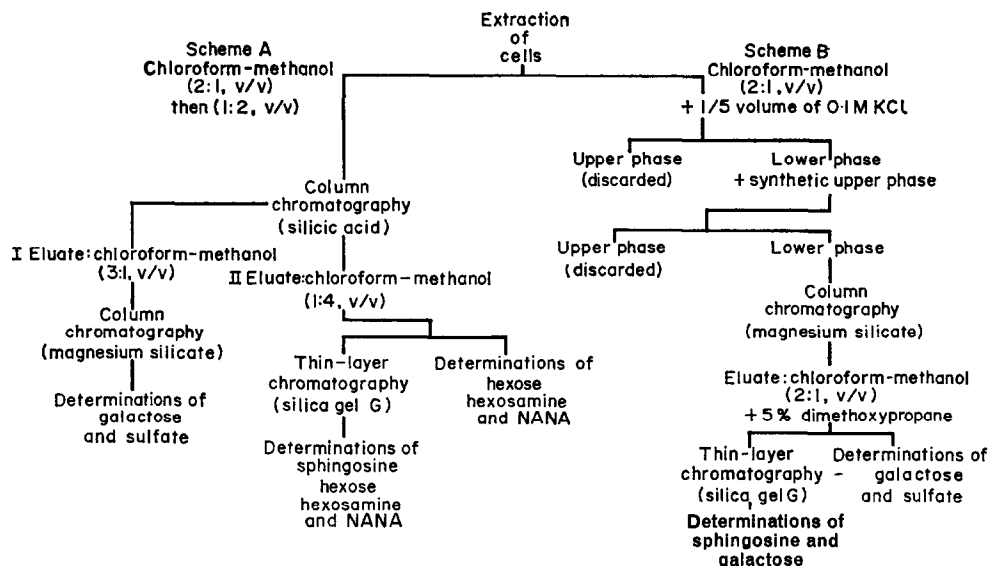 Extraction
of
cells
Scheme A
Chloroform-methanol
(2:1, v/v)
then (1:2, v/v)
Column
chromatography
(silicic acid)
I Eluate:chloroform-methanol
(3:1, v/v)
Column
chromatography
(magnesium silicate)
Determinations of
galactose
and sulfate
II Eluate:chloroform-methanol
(1:4, v/v)
Thin-layer
chromatography
(silica gel G)
Determinations of
sphingosine
hexose
hexosamine
and NANA
Determinations of
hexose
hexosamine
and NANA
Scheme B
Chloroform-methanol
(2:1, v/v)
+ 1/5 volume of 0·1 M KCl
Upper phase
(discarded)
Lower phase
+ synthetic upper phase
Upper phase
(discarded)
Lower phase
Column
chromatography
(magnesium silicate)
Eluate:chloroform-methanol
(2:1, v/v)
+5% dimethoxypropane
Thin-layer
chromatography
(silica gel G)
Determinations of
sphingosine and
galactose
Determinations of
galactose
and sulfate